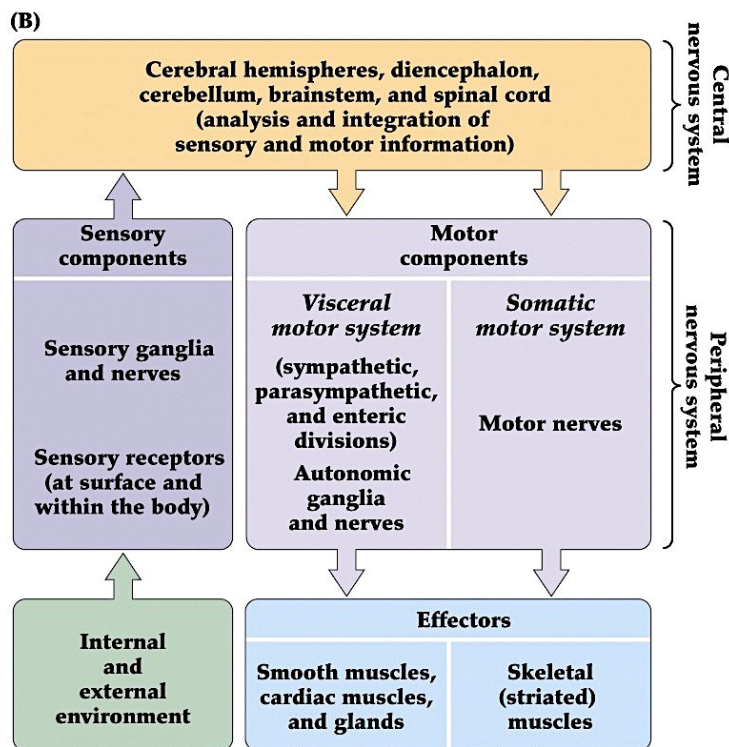 (B)
Cerebral hemispheres, diencephalon,
cerebellum, brainstem, and spinal cord
(analysis and integration of
sensory and motor information)
Central
nervous system
Sensory
components
Sensory ganglia
and nerves
Sensory receptors
(at surface and
within the body)
Motor
components
Visceral
motor system
(sympathetic,
parasympathetic,
and enteric
divisions)
Autonomic
ganglia
and nerves
Somatic
motor system
Motor nerves
Peripheral
nervous system
Internal
and
external
environment
Effectors
Smooth muscles,
cardiac muscles,
and glands
Skeletal
(striated)
muscles